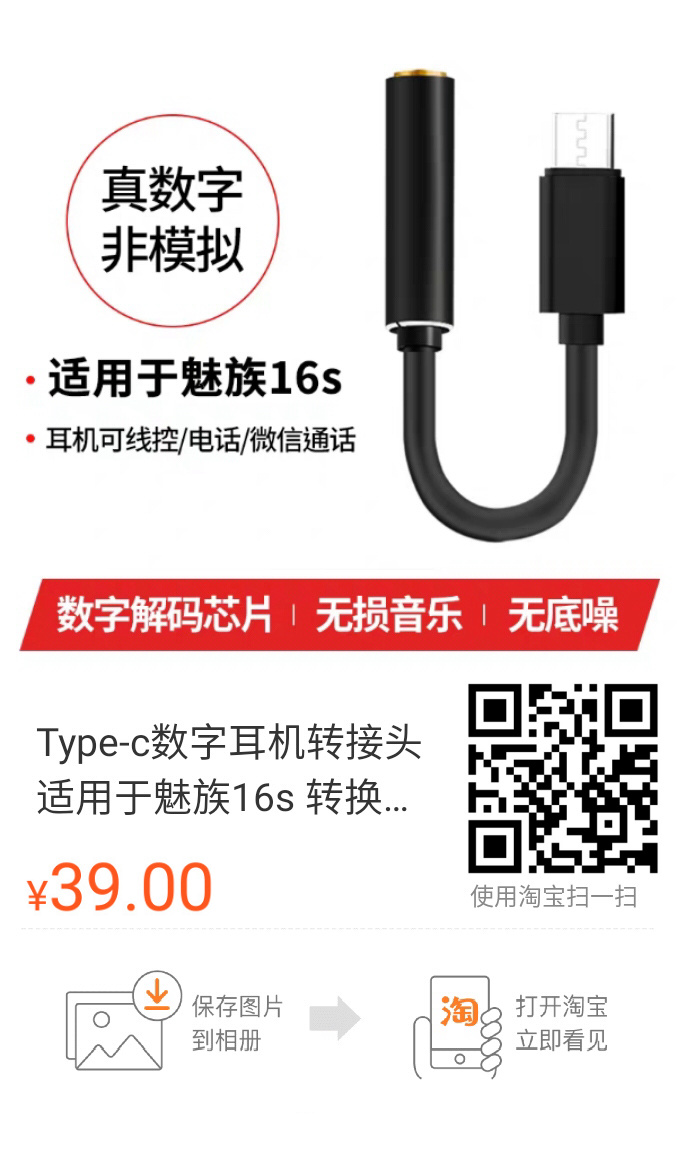 真数字
非模拟
· 适用于魅族16s
· 耳机可线控/电话/微信通话
数字解码芯片 | 无损音乐 | 无底噪
Type-c数字耳机转接头
适用于魅族16s 转换...
¥39.00
使用淘宝扫一扫
保存图片
到相册
淘
打开淘宝
立即看见